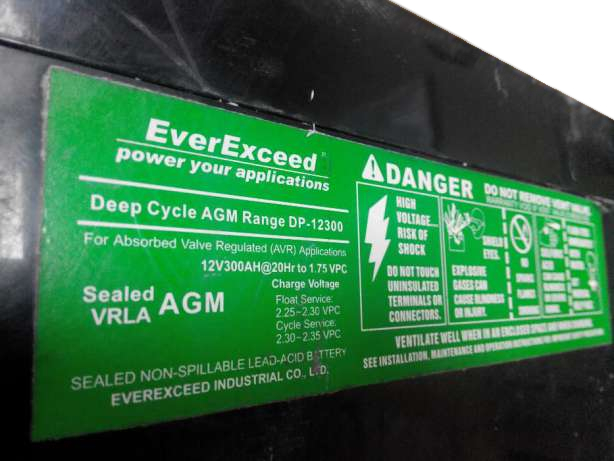 EverExceed
power your applications
Deep Cycle AGM Range DP-12300
For Absorbed Valve Regulated (AVR) Applications
12V300AH@20Hr to 1.75 VPC
Charge Voltage
Sealed
VRLA AGM
Float Service:
2.25~2.30 VPC
Cycle Service:
2.30~2.35 VPC
SEALED NON-SPILLABLE LEAD-ACID BATTERY
EVEREXCEED INDUSTRIAL CO., LTD.
DANGER
DO NOT REMOVE VENT VALVE
HIGH
VOLTAGE
RISK OF
SHOCK
DO NOT TOUCH
UNINSULATED
TERMINALS OR
CONNECTORS.
SHIELD
EYES.
EXPLOSIVE
GASES CAN
CAUSE BLINDNESS
OR INJURY.
NO
SPARKS
FLAMES
SMOKING
VENTILATE WELL WHEN IN AN ENCLOSED SPACE AND WHEN CHARGING
SEE INSTALLATION, MAINTENANCE AND OPERATION INSTRUCTIONS FOR IMPORTANT